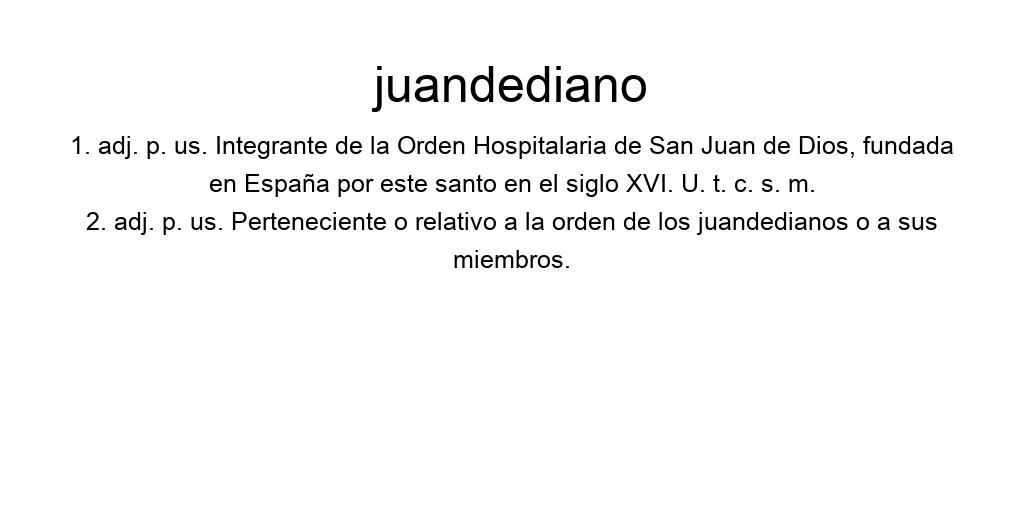 juandediano
1. adj. p. us. Integrante de la Orden Hospitalaria de San Juan de Dios, fundada
en España por este santo en el siglo XVI. U. t. c. s. m.
2. adj. p. us. Perteneciente o relativo a la orden de los juandedianos o a sus
miembros.